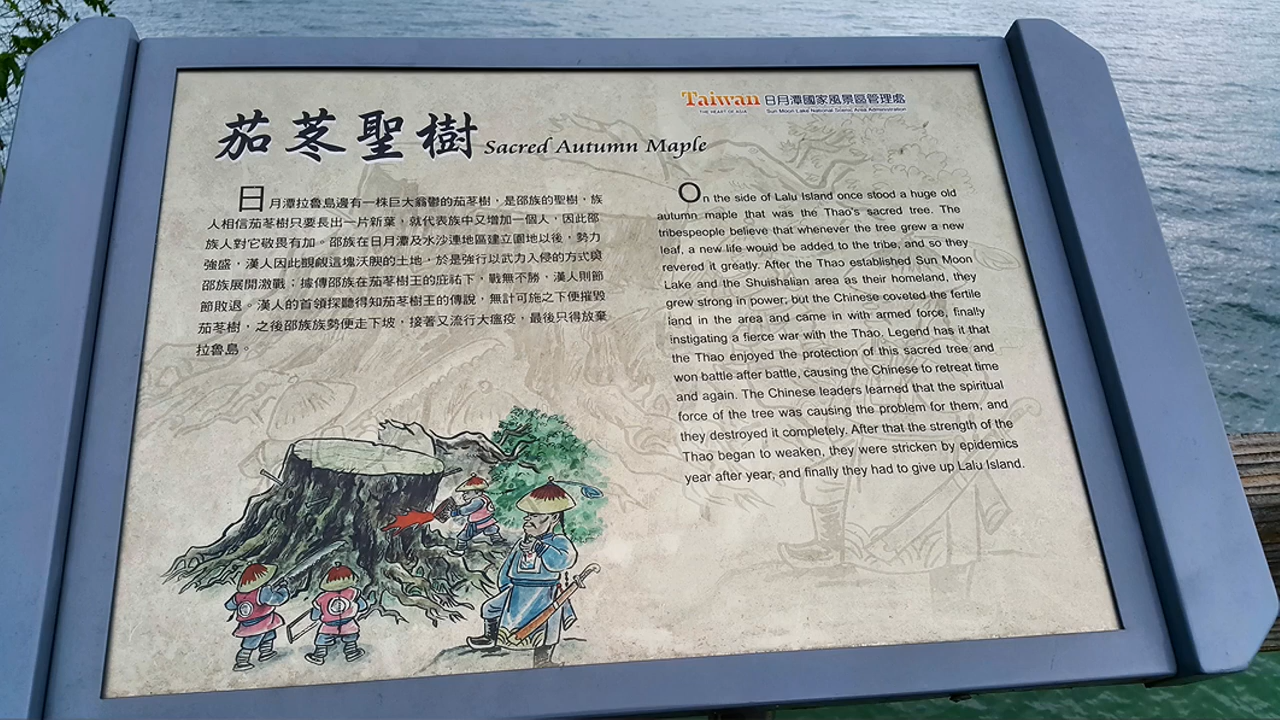 Taiwan 日月潭國家風景區管理處
THE HEART OF ASIA Sun Moon Lake National Scenic Area Administration
茄苳聖樹 Sacred Autumn Maple
日月潭拉魯島邊有一株巨大蓊鬱的茄苳樹，是邵族的聖樹，族
人相信茄苳樹只要長出一片新葉，就代表族中又增加一個人，因此邵
族人對它敬畏有加。邵族在日月潭及水沙連地區建立園地以後，勢力
強盛，漢人因此覬覦這塊沃腴的土地，於是強行以武力入侵的方式與
邵族展開激戰；據傳邵族在茄苳樹王的庇祐下，戰無不勝，漢人則節
節敗退。漢人的首領探聽得知茄苳樹王的傳說，無計可施之下便摧毀
茄苳樹，之後邵族族勢便走下坡，接著又流行大瘟疫，最後只得放棄
拉魯島。
On the side of Lalu Island once stood a huge old
autumn maple that was the Thao's sacred tree. The
tribespeople believe that whenever the tree grew a new
leaf, a new life would be added to the tribe, and so they
revered it greatly. After the Thao established Sun Moon
Lake and the Shuishalian area as their homeland, they
grew strong in power; but the Chinese coveted the fertile
land in the area and came in with armed force, finally
instigating a fierce war with the Thao. Legend has it that
the Thao enjoyed the protection of this sacred tree and
won battle after battle, causing the Chinese to retreat time
and again. The Chinese leaders learned that the spiritual
force of the tree was causing the problem for them, and
they destroyed it completely. After that the strength of the
Thao began to weaken, they were stricken by epidemics
year after year, and finally they had to give up Lalu Island.